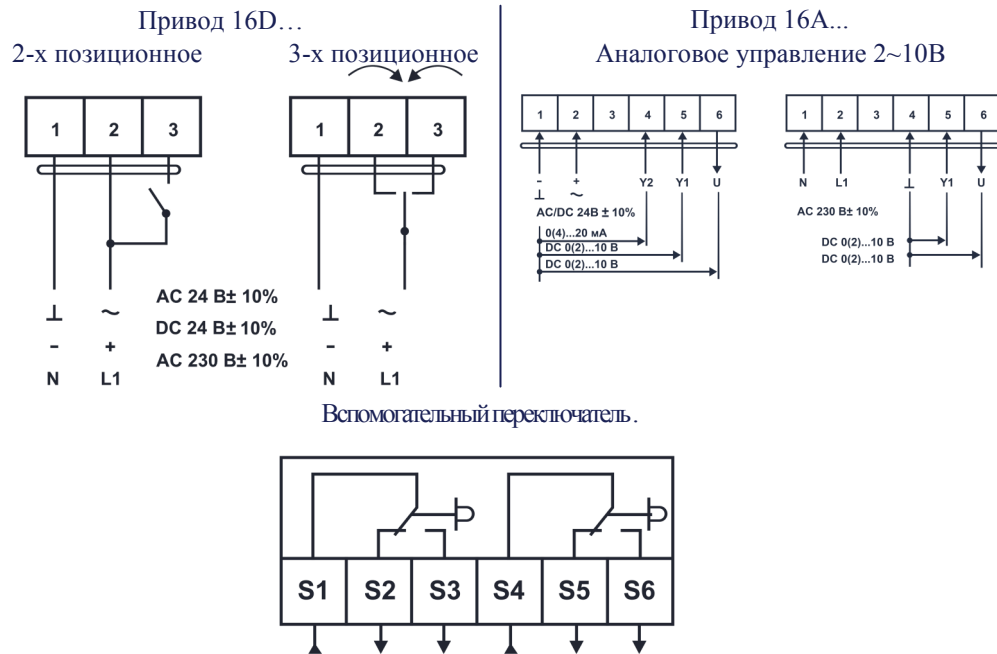 Привод 16D…
2-х позиционное
3-х позиционное
1 2 3
1 2 3
⊥ ~
- +
N L1
AC 24 В± 10%
DC 24 В± 10%
AC 230 В± 10%
⊥ ~
- +
N L1
Привод 16А...
Аналоговое управление 2~10В
1 2 3 4 5 6
- + Y2 Y1 U
⊥ ~
AC/DC 24В ± 10%
0(4)...20 мА
DC 0(2)...10 В
DC 0(2)...10 В
1 2 3 4 5 6
N L1 ⊥ Y1 U
AC 230 В± 10%
DC 0(2)...10 В
DC 0(2)...10 В
Вспомогательный переключатель.
S1 S2 S3 S4 S5 S6